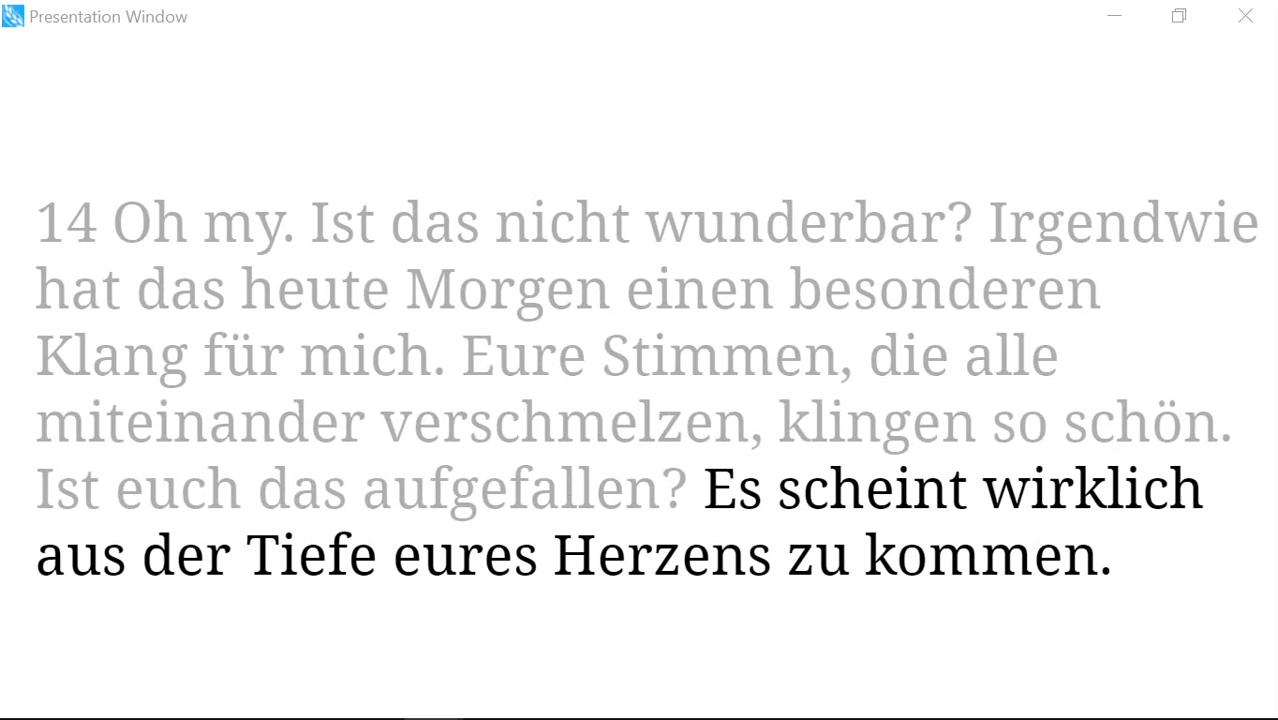 Presentation Window
14 Oh my. Ist das nicht wunderbar? Irgendwie
hat das heute Morgen einen besonderen
Klang für mich. Eure Stimmen, die alle
miteinander verschmelzen, klingen so schön.
Ist euch das aufgefallen? Es scheint wirklich
aus der Tiefe eures Herzens zu kommen.